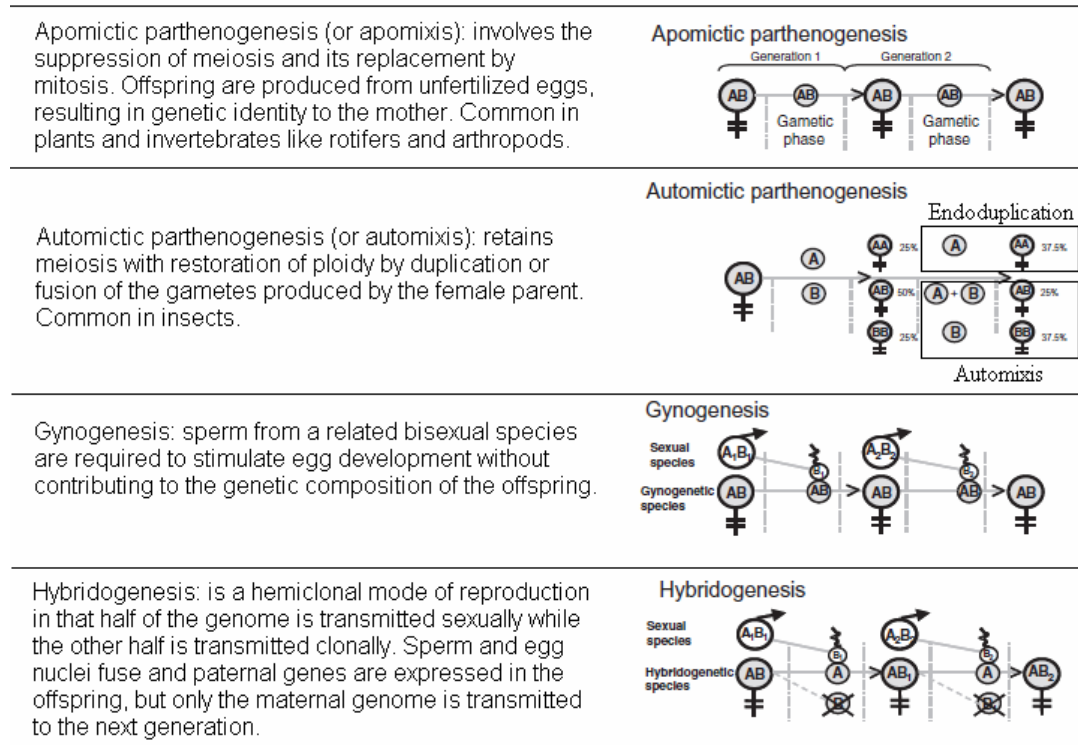 Apomictic parthenogenesis (or apomixis): involves the
suppression of meiosis and its replacement by
mitosis. Offspring are produced from unfertilized eggs,
resulting in genetic identity to the mother. Common in
plants and invertebrates like rotifers and arthropods.
Apomictic parthenogenesis
Generation 1 Generation 2
AB AB AB AB AB
Gametic
phase
Gametic
phase
Automictic parthenogenesis (or automixis): retains
meiosis with restoration of ploidy by duplication or
fusion of the gametes produced by the female parent.
Common in insects.
Automictic parthenogenesis
Endoduplication
AA 25% A AA 37.5%
A
AB
B AB 50% A + B AB 25%
BB 25% B BB 37.5%
Automixis
Gynogenesis: sperm from a related bisexual species
are required to stimulate egg development without
contributing to the genetic composition of the offspring.
Gynogenesis
Sexual
species
A1B1 B1 A2B2 B2
Gynogenetic
species
AB AB AB AB AB
Hybridogenesis: is a hemiclonal mode of reproduction
in that half of the genome is transmitted sexually while
the other half is transmitted clonally. Sperm and egg
nuclei fuse and paternal genes are expressed in the
offspring, but only the maternal genome is transmitted
to the next generation.
Hybridogenesis
Sexual
species
A1B1 B1 A2B2 B2
Hybridogenetic
species
AB A AB1 A AB2
B B1